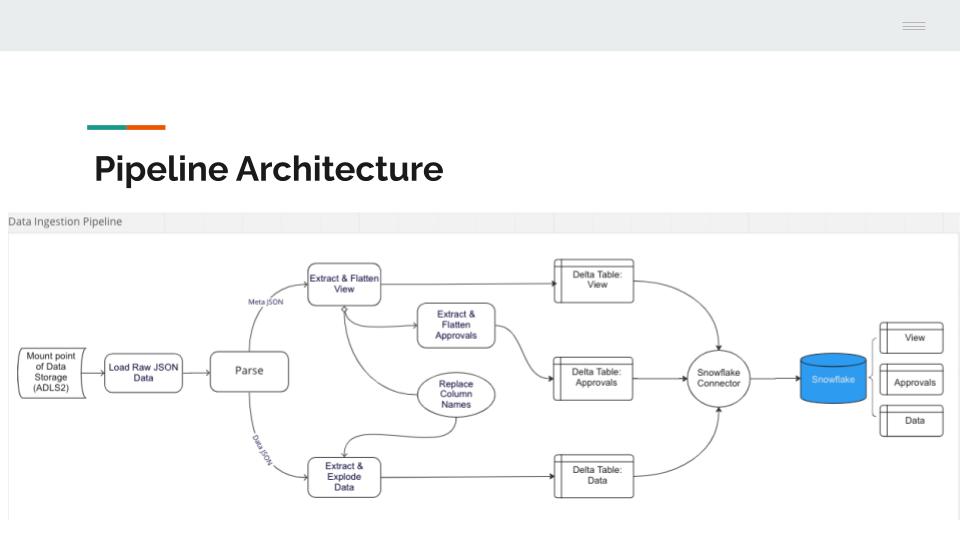 Pipeline Architecture
Data Ingestion Pipeline
Mount point
of Data
Storage
(ADLS2)
Load Raw JSON
Data
Parse
Meta JSON
Data JSON
Extract & Flatten
View
Extract &
Flatten
Approvals
Replace
Column
Names
Extract &
Explode
Data
Delta Table:
View
Delta Table:
Approvals
Delta Table:
Data
Snowflake
Connector
Snowflake
View
Approvals
Data